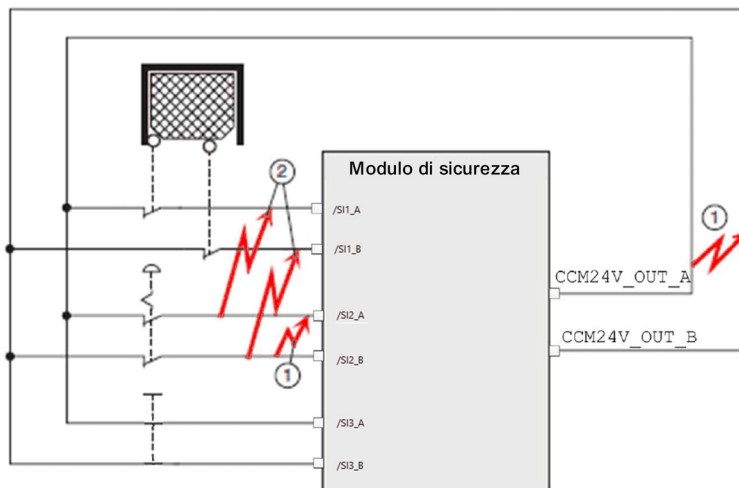 Modulo di sicurezza
2
/SI1_A
1
/SI1_B
CCM24V_OUT_A
/SI2_A
CCM24V_OUT_B
/SI2_B
1
/SI3_A
/SI3_B